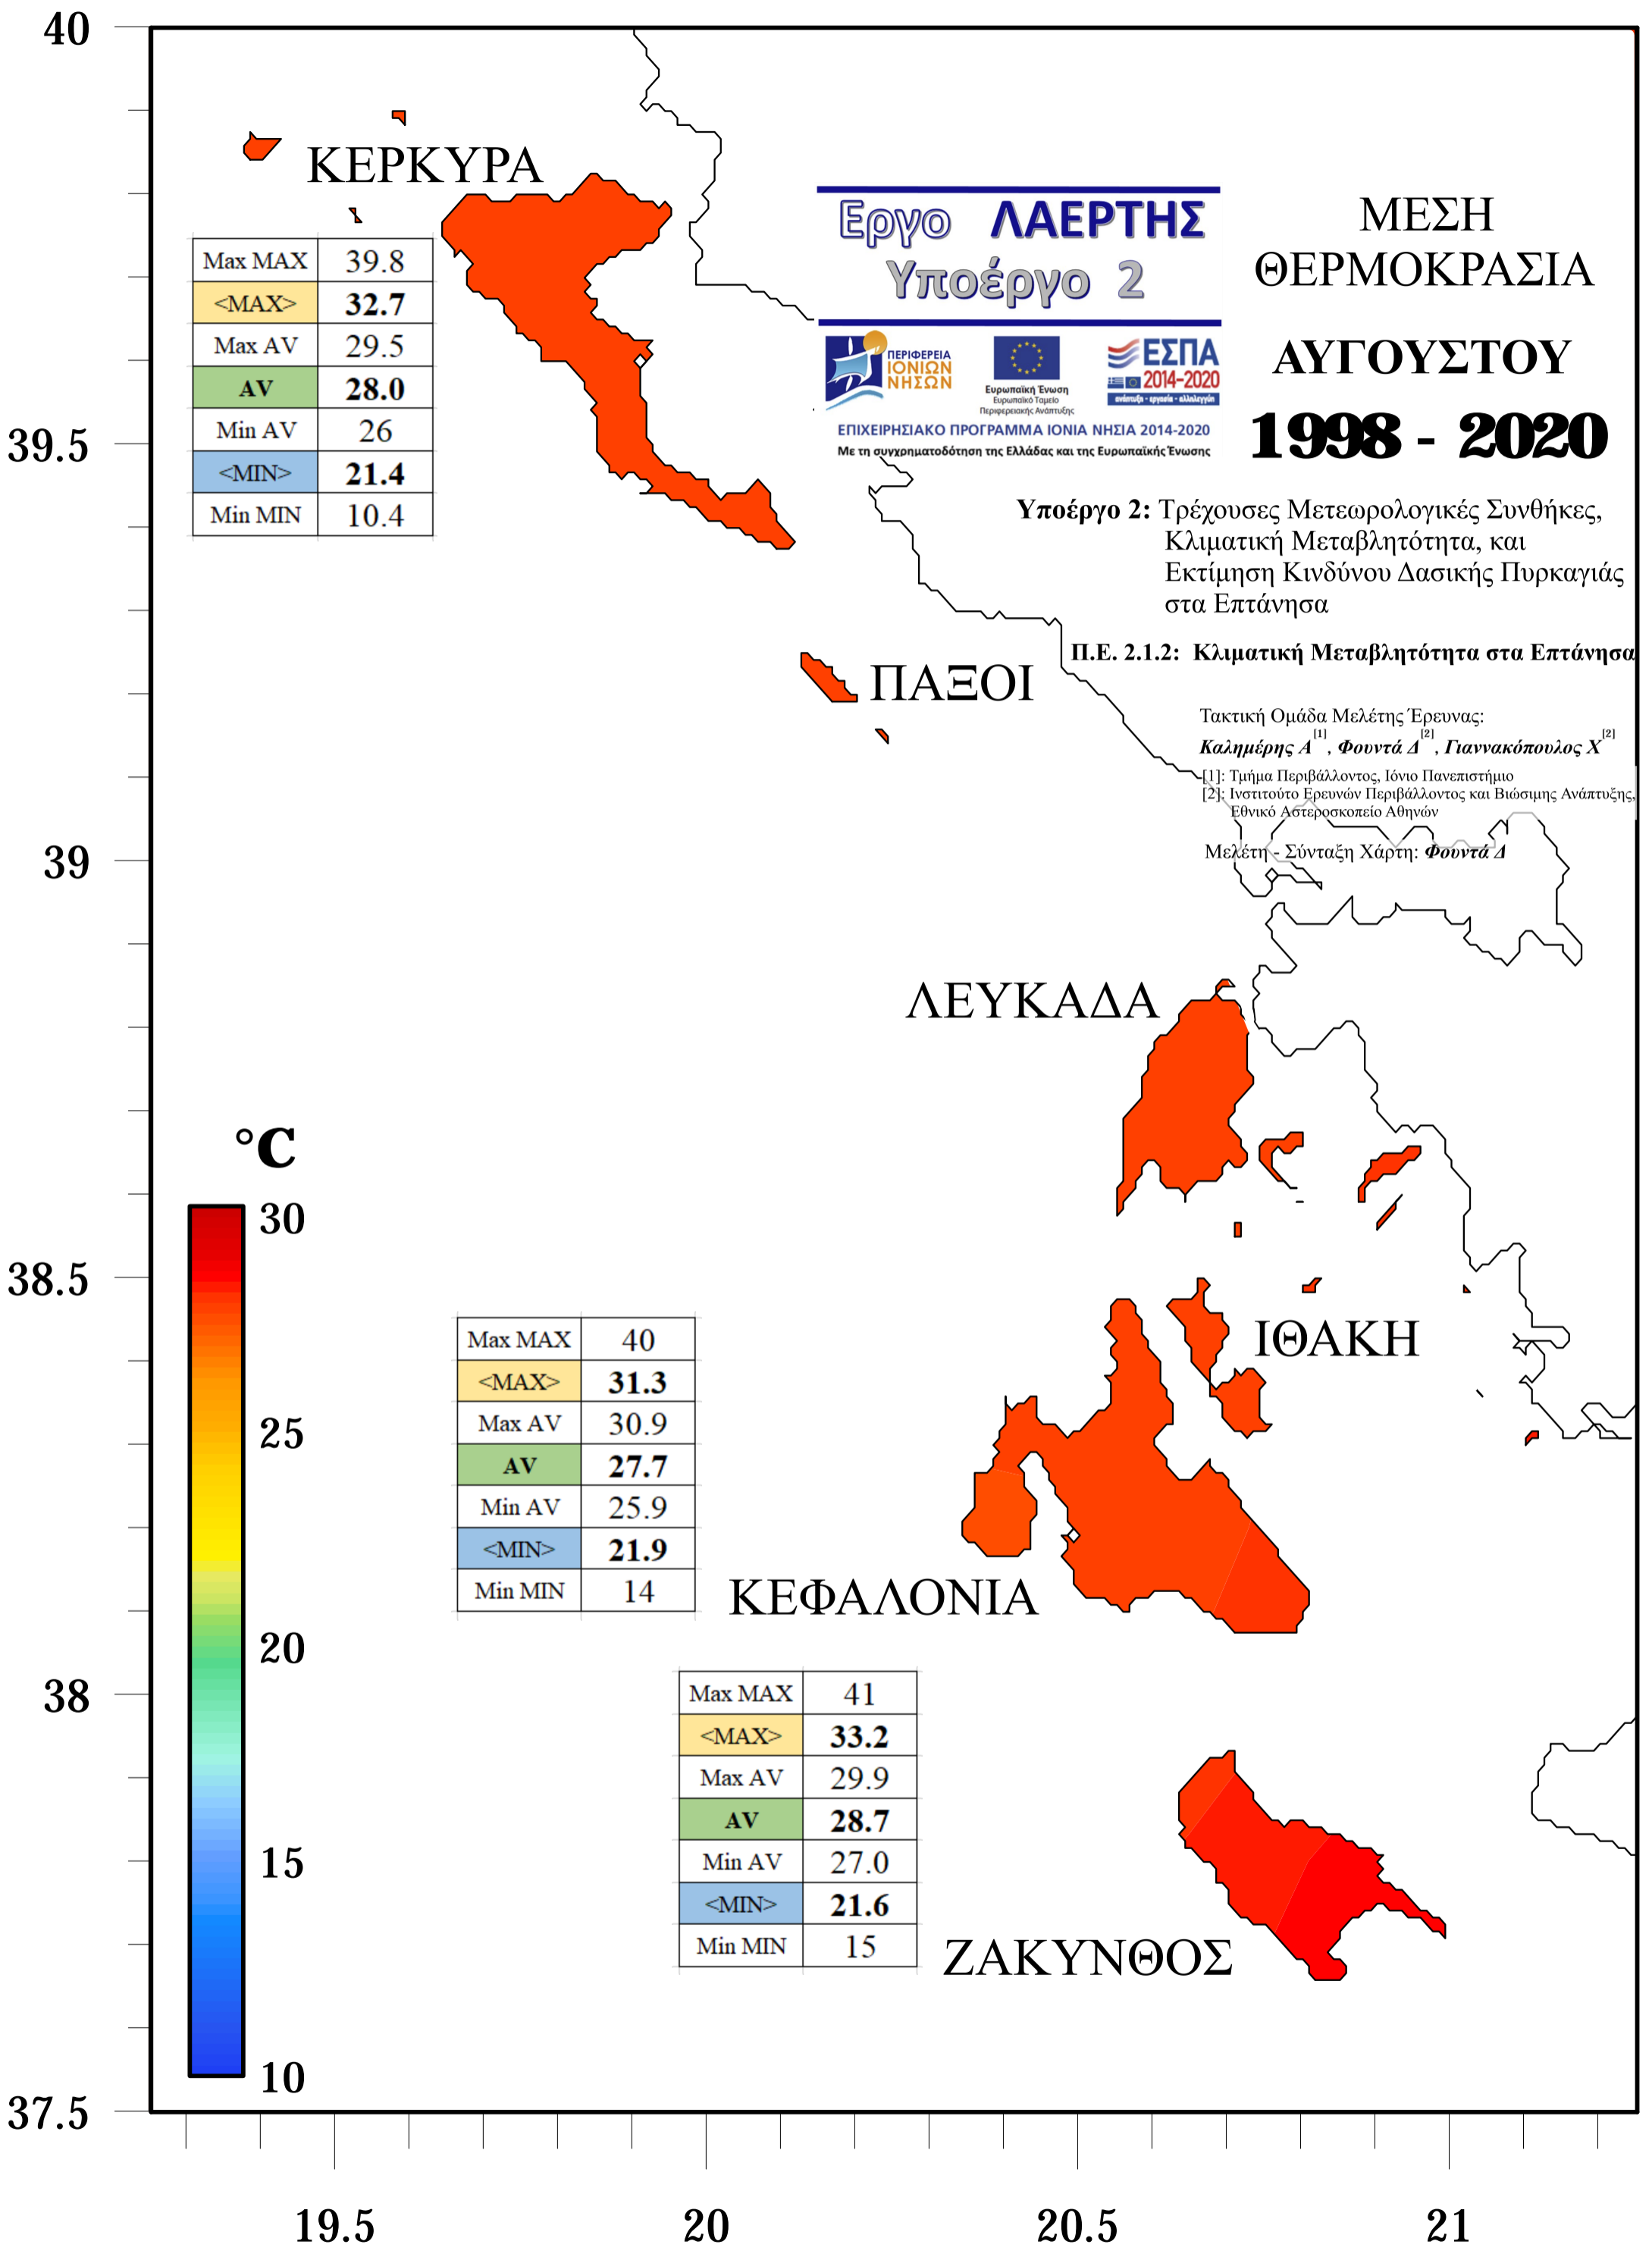 40
ΚΕΡΚΥΡΑ
Max MAX 39.8
<MAX> 32.7
Max AV 29.5
AV 28.0
Min AV 26
<MIN> 21.4
Min MIN 10.4
Εργο ΛΑΕΡΤΗΣ
Υποέργο 2
ΠΕΡΙΦΕΡΕΙΑ
ΙΟΝΙΩΝ
ΝΗΣΩΝ
Ευρωπαϊκή Ένωση
Ευρωπαϊκό Ταμείο
Περιφερειακής Ανάπτυξης
ΕΣΠΑ
2014-2020
ανάπτυξη - εργασία - αλληλεγγύη
ΕΠΙΧΕΙΡΗΣΙΑΚΟ ΠΡΟΓΡΑΜΜΑ ΙΟΝΙΑ ΝΗΣΙΑ 2014-2020
Με τη συγχρηματοδότηση της Ελλάδας και της Ευρωπαϊκής Ένωσης
ΜΕΣΗ
ΘΕΡΜΟΚΡΑΣΙΑ
ΑΥΓΟΥΣΤΟΥ
1998 - 2020
39.5
Υποέργο 2: Τρέχουσες Μετεωρολογικές Συνθήκες,
Κλιματική Μεταβλητότητα, και
Εκτίμηση Κινδύνου Δασικής Πυρκαγιάς
στα Επτάνησα
Π.Ε. 2.1.2: Κλιματική Μεταβλητότητα στα Επτάνησα
ΠΑΞΟΙ
Τακτική Ομάδα Μελέτης Έρευνας:
Καλημέρης Α[1], Φουντά Δ[2], Γιαννακόπουλος Χ[2]
[1]: Τμήμα Περιβάλλοντος, Ιόνιο Πανεπιστήμιο
[2]: Ινστιτούτο Ερευνών Περιβάλλοντος και Βιώσιμης Ανάπτυξης,
Εθνικό Αστεροσκοπείο Αθηνών
Μελέτη - Σύνταξη Χάρτη: Φουντά Δ
39
ΛΕΥΚΑΔΑ
°C
30
25
20
15
10
38.5
ΙΘΑΚΗ
Max MAX 40
<MAX> 31.3
Max AV 30.9
AV 27.7
Min AV 25.9
<MIN> 21.9
Min MIN 14
ΚΕΦΑΛΟΝΙΑ
38
Max MAX 41
<MAX> 33.2
Max AV 29.9
AV 28.7
Min AV 27.0
<MIN> 21.6
Min MIN 15
ΖΑΚΥΝΘΟΣ
37.5
19.5 20 20.5 21